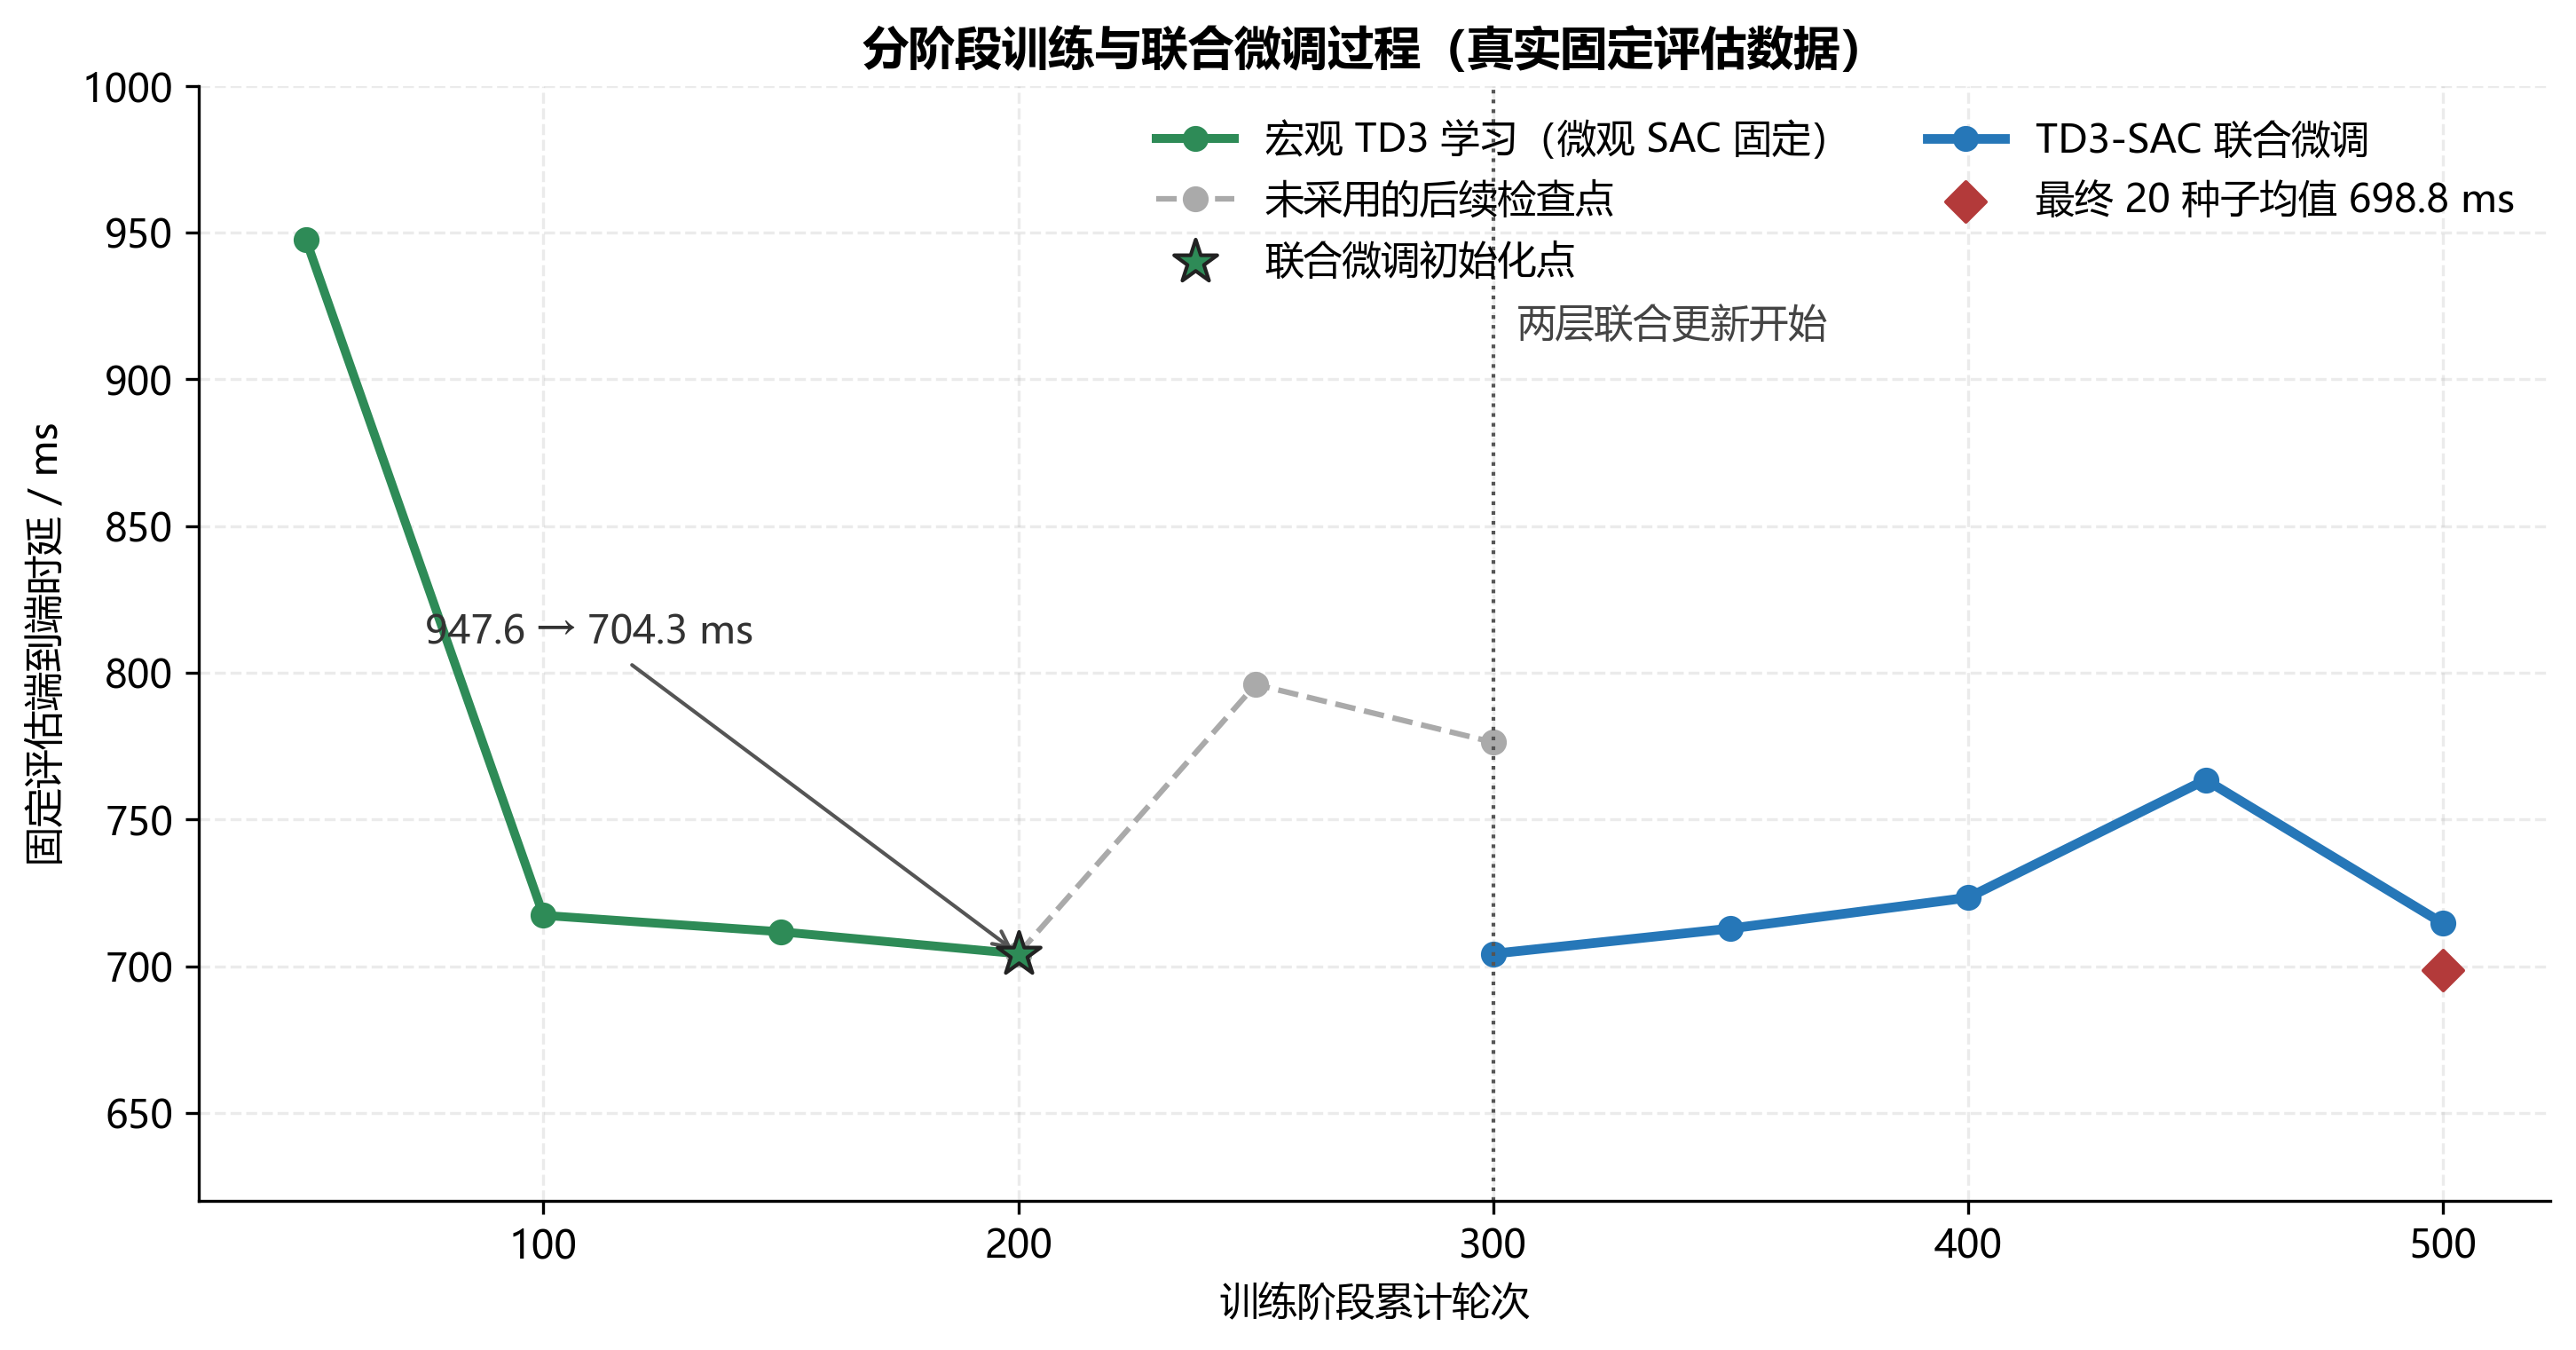 分阶段训练与联合微调过程（真实固定评估数据）
1000
950
900
850
800
750
700
650
固定评估端到端时延 / ms
宏观 TD3 学习（微观 SAC 固定）
未采用的后续检查点
联合微调初始化点
TD3-SAC 联合微调
最终 20 种子均值 698.8 ms
两层联合更新开始
947.6 → 704.3 ms
100
200
300
400
500
训练阶段累计轮次